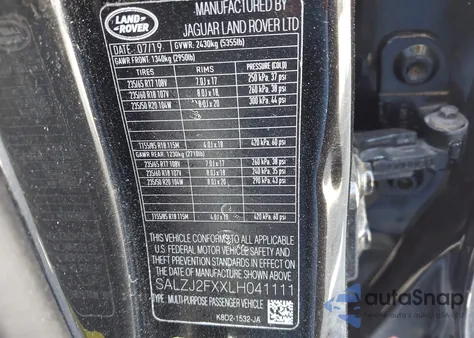 LAND ROVER
MANUFACTURED BY
JAGUAR LAND ROVER LTD
DATE: 07/19 GVWR: 2430kg (5355lb)
GAWR FRONT: 1340kg (2950lb)
TIRES RIMS PRESSURE (COLD)
235/65 R17 108V 7.0J x 17 250 kPa, 37 psi
235/60 R18 107V 8.0J x 18 260 kPa, 38 psi
235/50 R20 104W 8.0J x 20 300 kPa, 44 psi
T155/85 R18 115M 4.0J x 18 420 kPa, 60 psi
GAWR REAR: 1230kg (2710lb)
235/65 R17 108V 7.0J x 17 260 kPa, 38 psi
235/60 R18 107V 8.0J x 18 240 kPa, 35 psi
235/50 R20 104W 8.0J x 20 290 kPa, 43 psi
T155/85 R18 115M 4.0J x 18 420 kPa, 60 psi
THIS VEHICLE CONFORMS TO ALL APPLICABLE
U.S. FEDERAL MOTOR VEHICLE SAFETY AND
THEFT PREVENTION STANDARDS IN EFFECT ON THE
DATE OF MANUFACTURE SHOWN ABOVE.
SALZJ2FXXLH041111
TYPE: MULTI-PURPOSE PASSENGER VEHICLE
K8D2-1532-JA
autoSnap